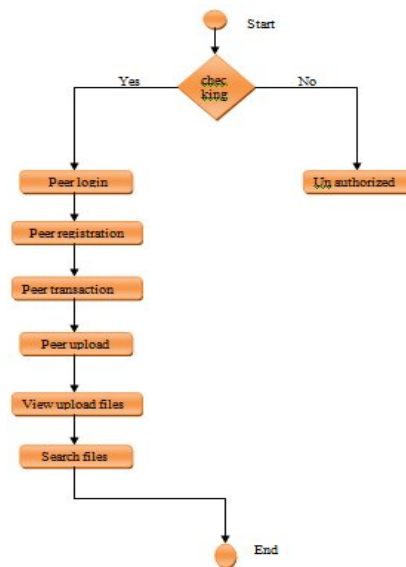 Start
chec
king
Yes
No
Peer login
Un authorized
Peer registration
Peer transaction
Peer upload
View upload files
Search files
End